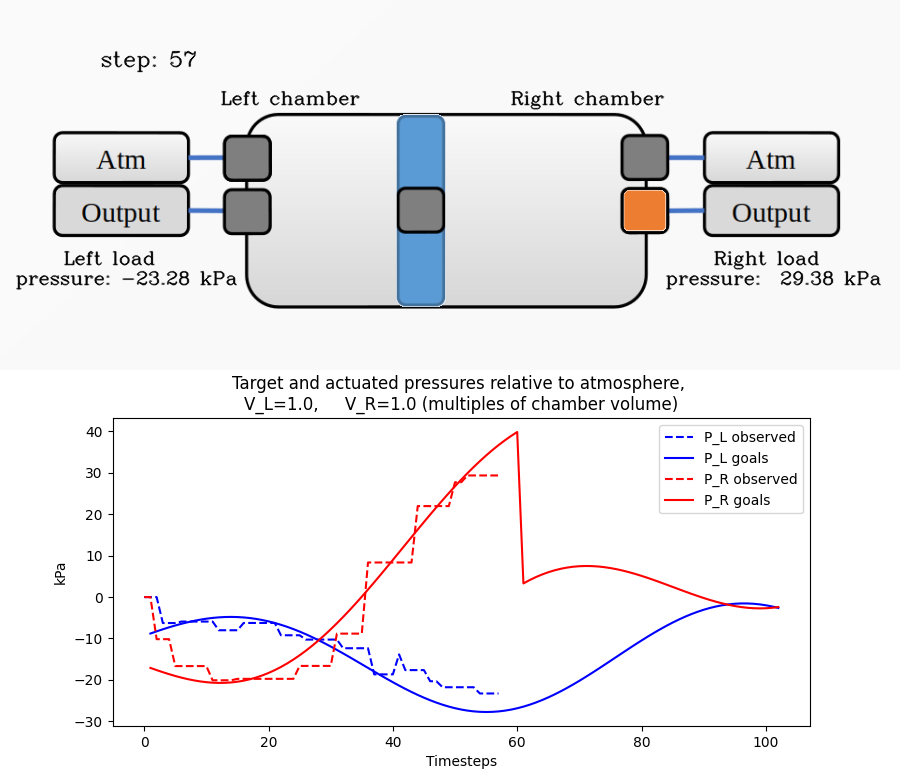 step: 57
Left chamber
Right chamber
Atm
Output
Atm
Output
Left load
pressure: −23.28 kPa
Right load
pressure: 29.38 kPa
Target and actuated pressures relative to atmosphere,
V_L=1.0, V_R=1.0 (multiples of chamber volume)
P_L observed
P_L goals
P_R observed
P_R goals
kPa
40
30
20
10
0
−10
−20
−30
0 20 40 60 80 100
Timesteps